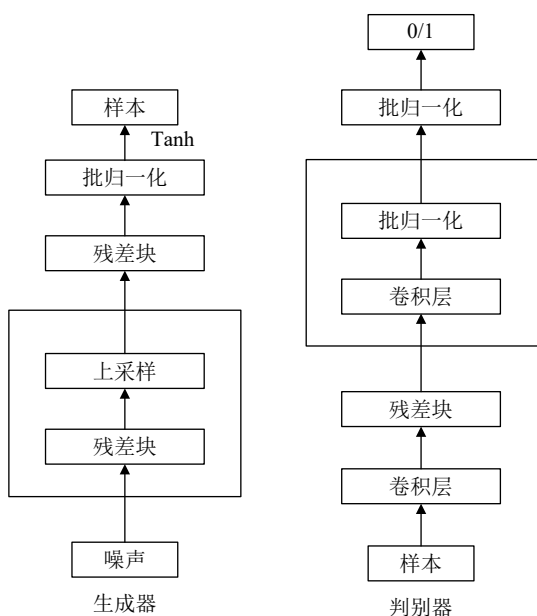 样本
Tanh
批归一化
残差块
上采样
残差块
噪声
生成器
0/1
批归一化
批归一化
卷积层
残差块
卷积层
样本
判别器